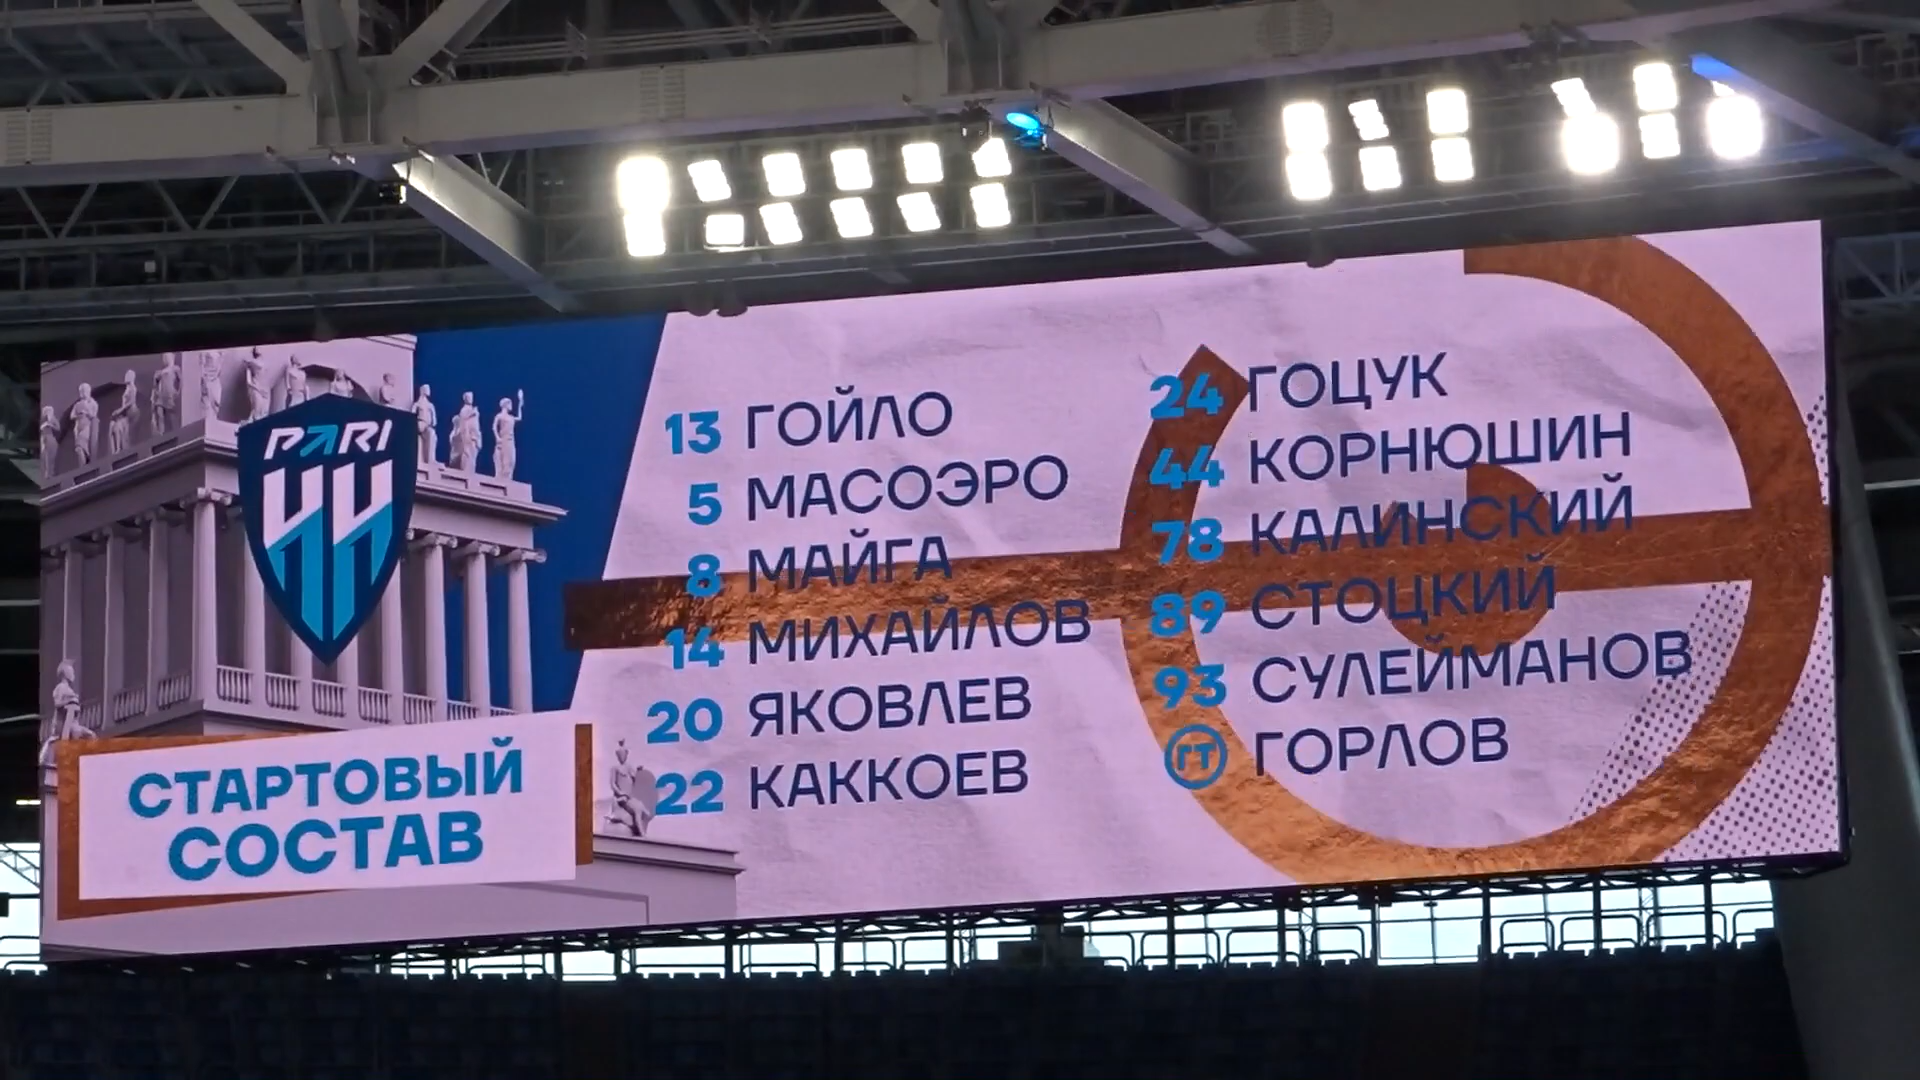 PARI
НН
СТАРТОВЫЙ
СОСТАВ
13 ГОЙЛО
5 МАСОЭРО
8 МАЙГА
14 МИХАЙЛОВ
20 ЯКОВЛЕВ
22 КАККОЕВ
24 ГОЦУК
44 КОРНЮШИН
78 КАЛИНСКИЙ
89 СТОЦКИЙ
93 СУЛЕЙМАНОВ
ГТ ГОРЛОВ